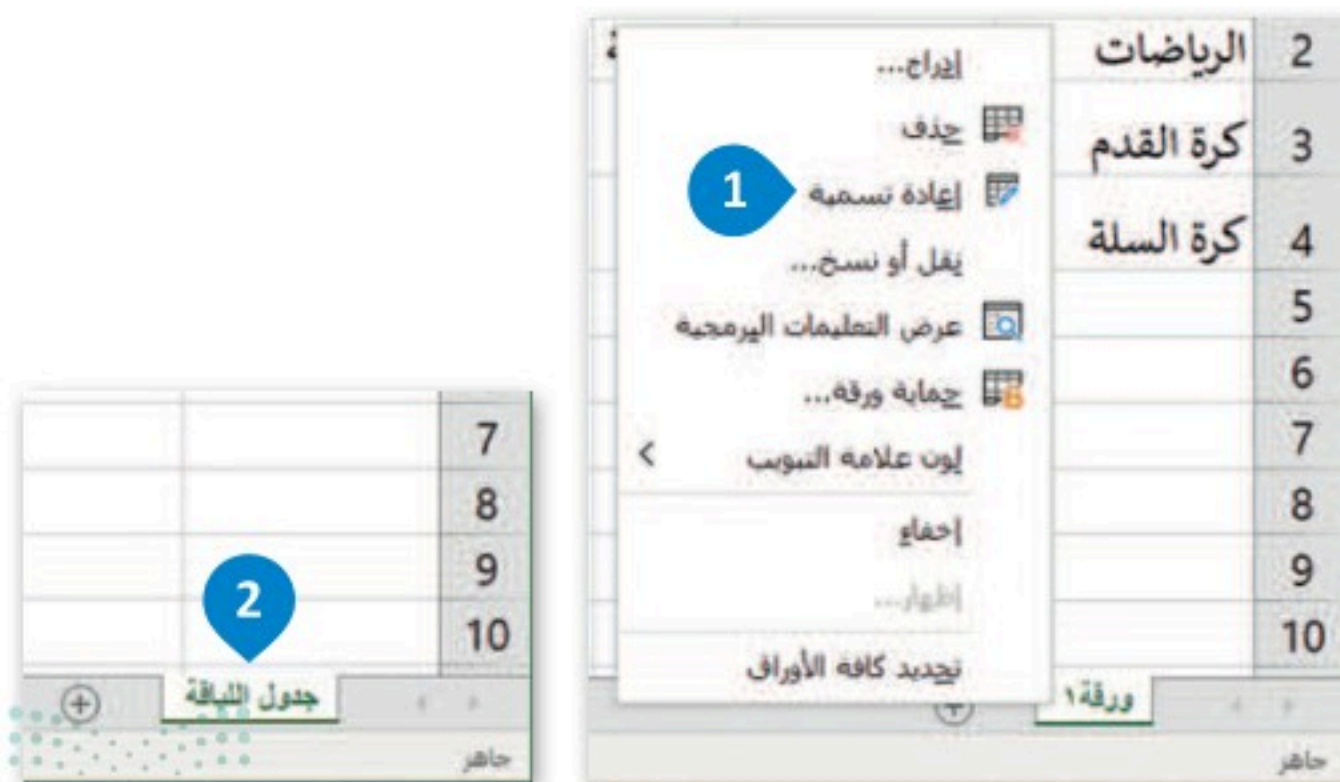 الرياضات 2
كرة القدم 3
كرة السلة 4
5
6
7
8
9
10
إدراج...
حذف
1 إعادة تسمية
نقل أو نسخ...
عرض التعليمات البرمجية
حماية ورقة...
لون علامة التبويب
إخفاء
إظهار...
تحديد كافة الأوراق
ورقة١
جاهز
7
8
9
10
2
جدول اللياقة
جاهز